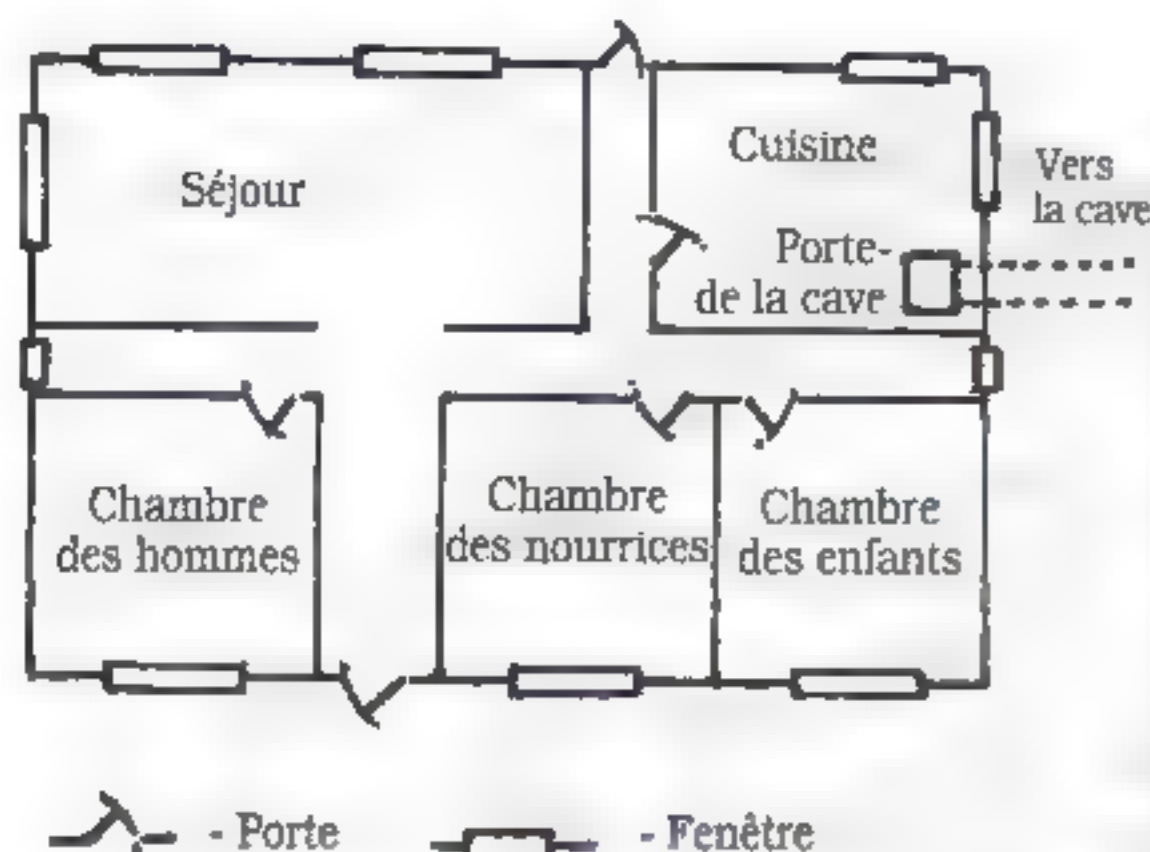 Séjour
Cuisine
Vers
la cave
Porte-
de la cave
Chambre
des hommes
Chambre
des nourrices
Chambre
des enfants
- Porte
- Fenêtre